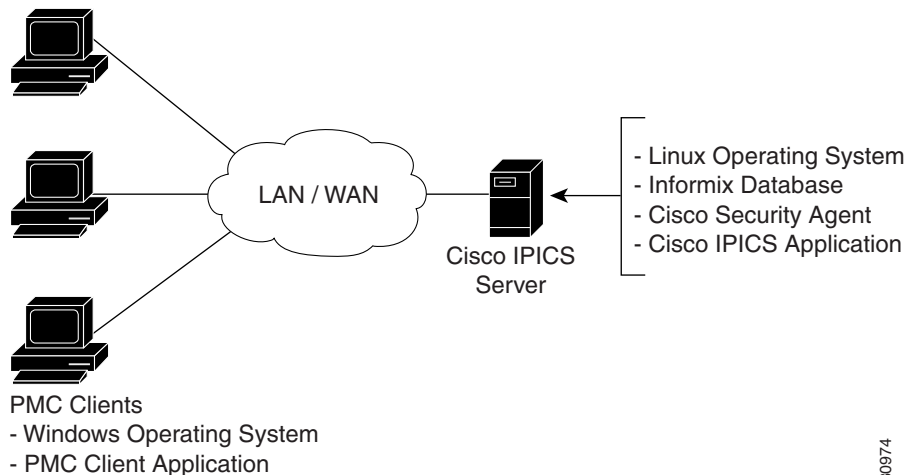 LAN / WAN
Cisco IPICS
Server
- Linux Operating System
- Informix Database
- Cisco Security Agent
- Cisco IPICS Application
PMC Clients
- Windows Operating System
- PMC Client Application